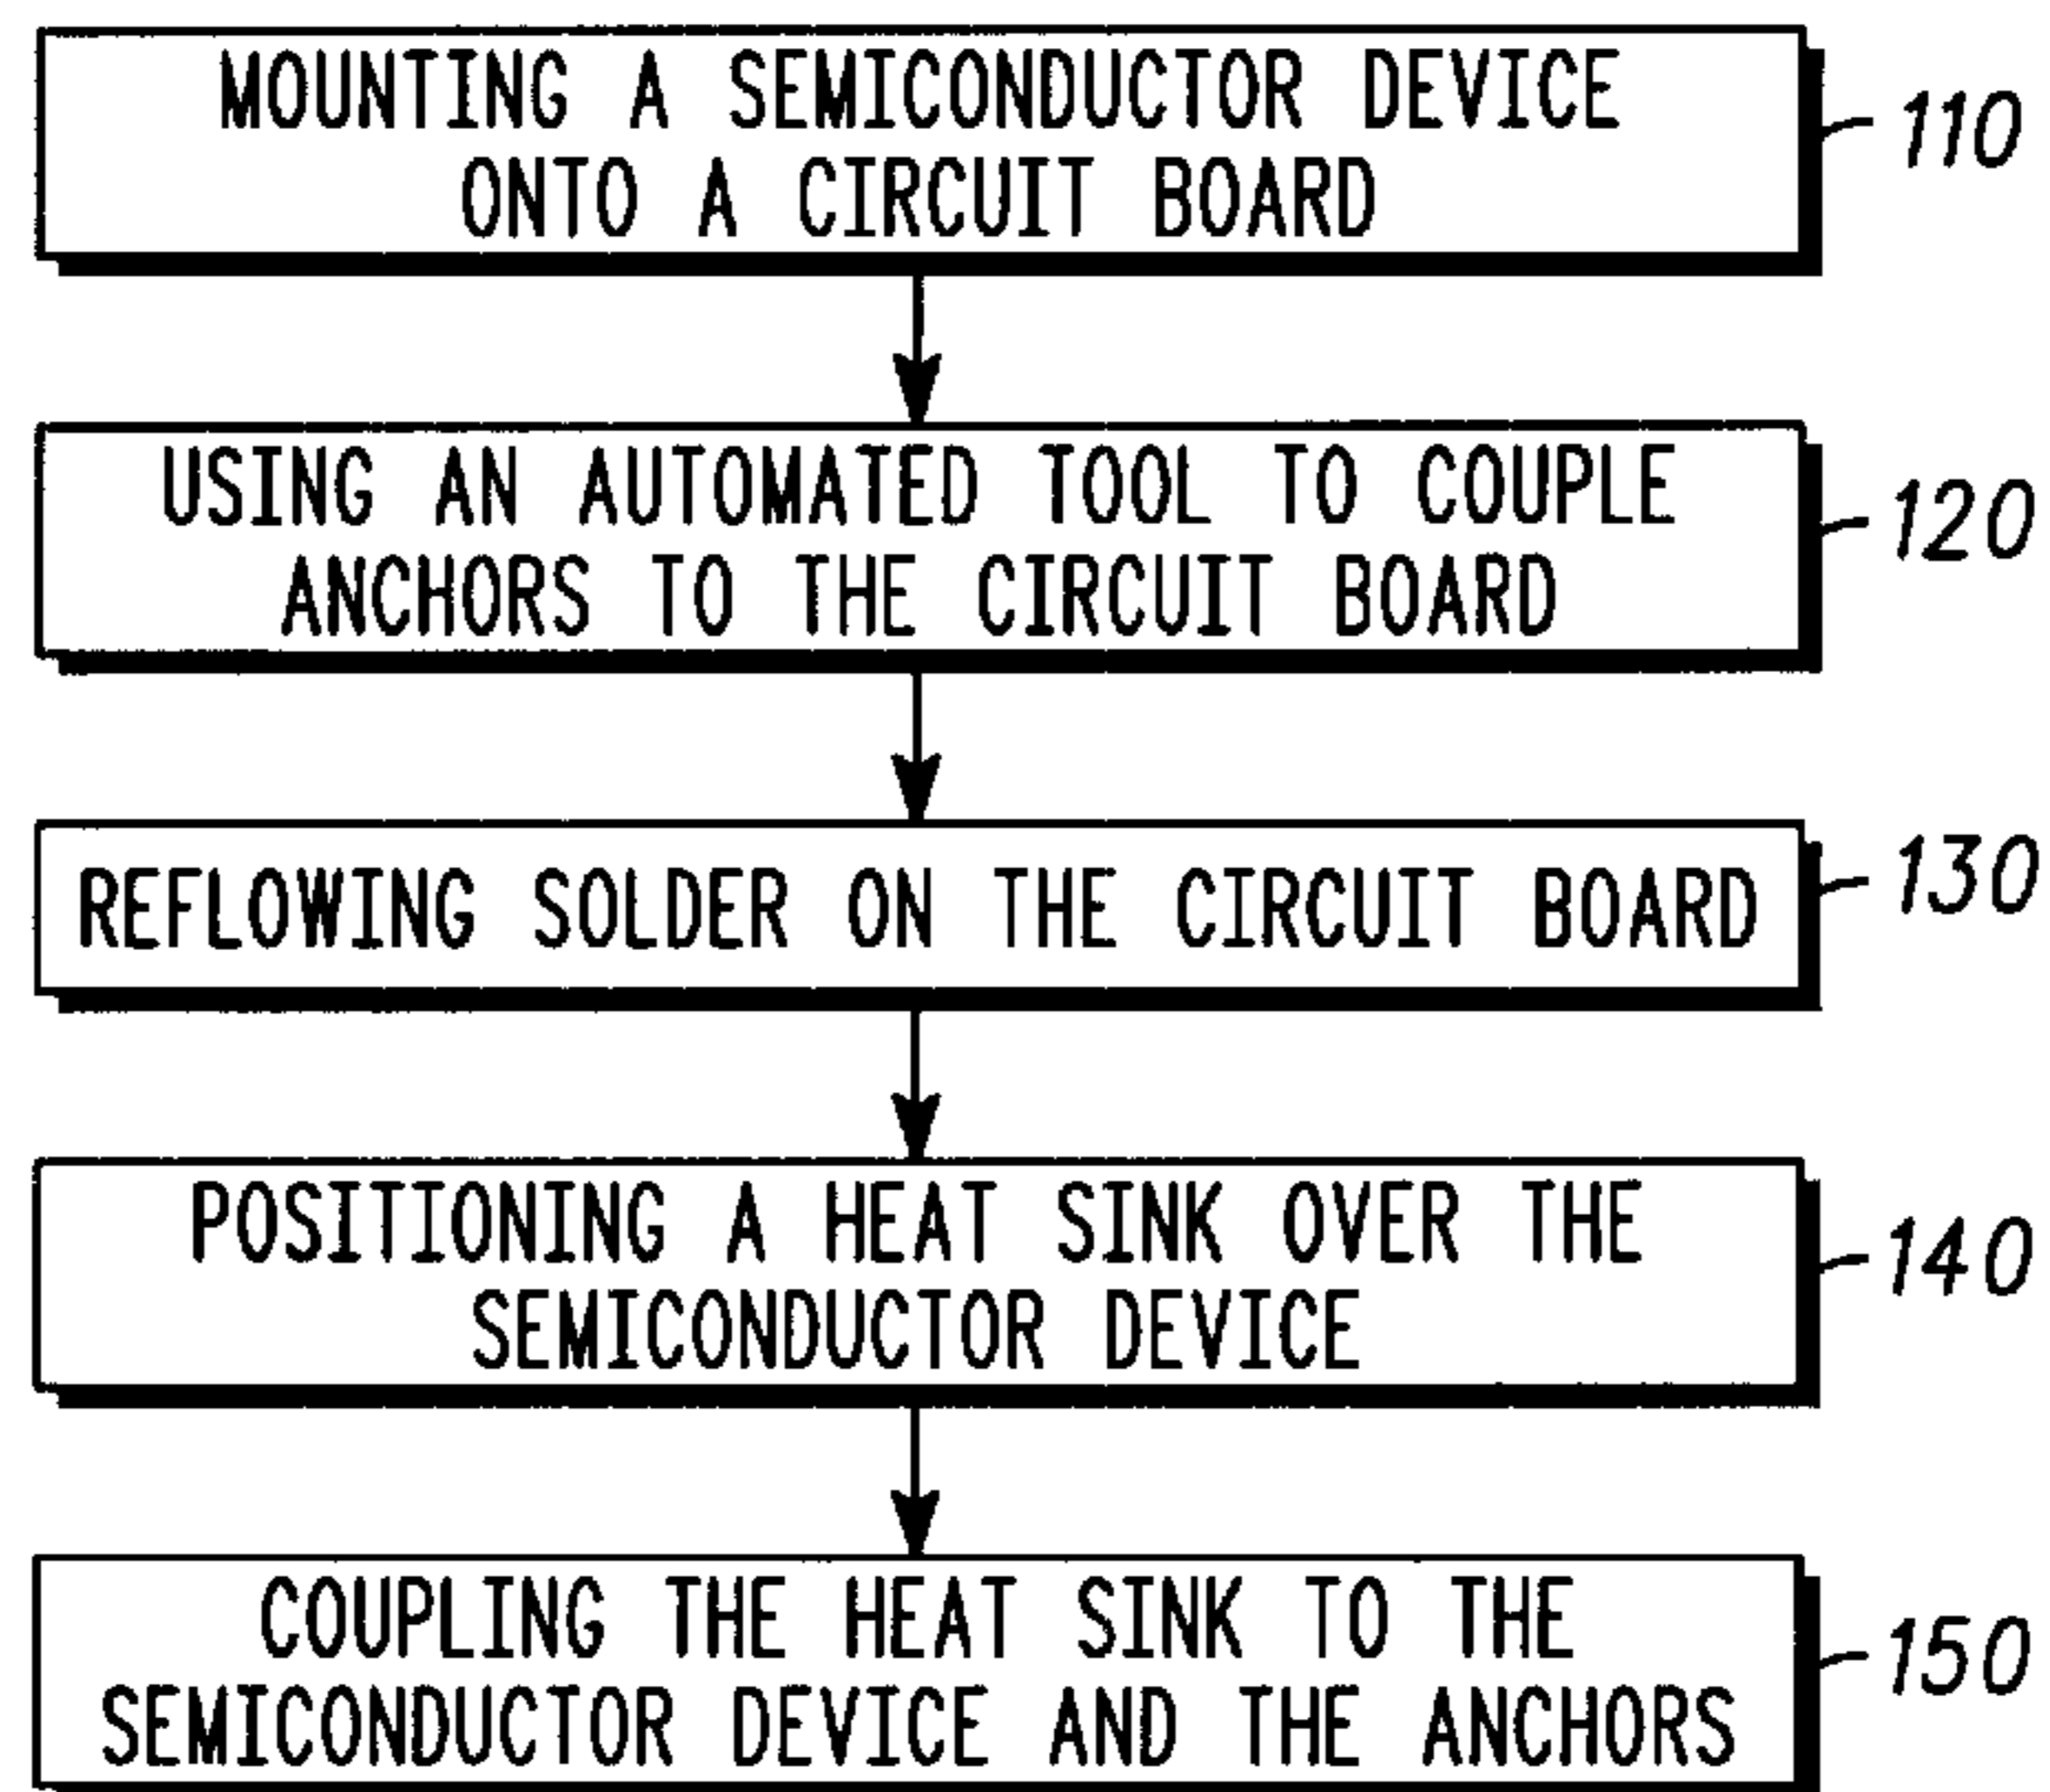 MOUNTING A SEMICONDUCTOR DEVICE
ONTO A CIRCUIT BOARD
110
USING AN AUTOMATED TOOL TO COUPLE
ANCHORS TO THE CIRCUIT BOARD
120
REFLOWING SOLDER ON THE CIRCUIT BOARD
130
POSITIONING A HEAT SINK OVER THE
SEMICONDUCTOR DEVICE
140
COUPLING THE HEAT SINK TO THE
SEMICONDUCTOR DEVICE AND THE ANCHORS
150